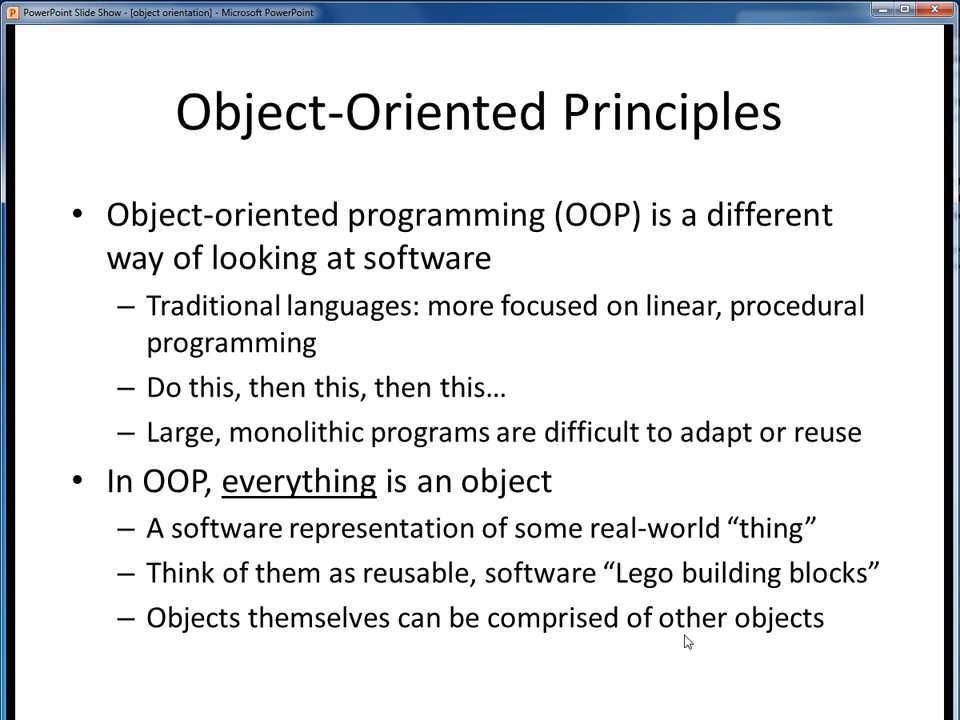 PowerPoint Slide Show - [object orientation] - Microsoft PowerPoint
Object-Oriented Principles
• Object-oriented programming (OOP) is a different
way of looking at software
– Traditional languages: more focused on linear, procedural
programming
– Do this, then this, then this…
– Large, monolithic programs are difficult to adapt or reuse
• In OOP, everything is an object
– A software representation of some real-world “thing”
– Think of them as reusable, software “Lego building blocks”
– Objects themselves can be comprised of other objects